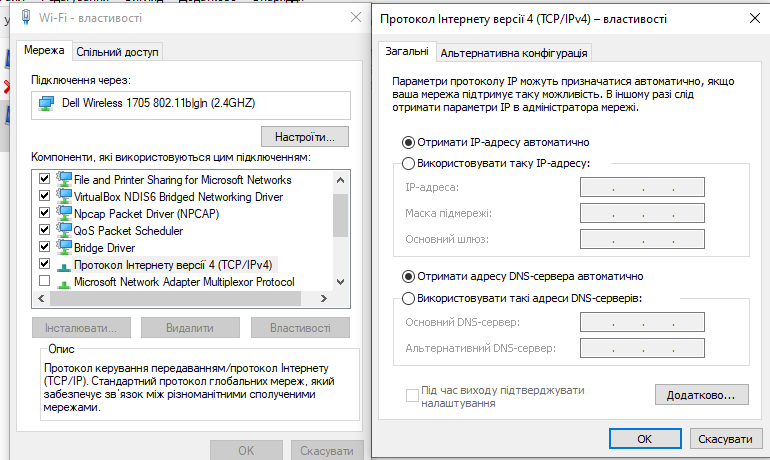 Wi-Fi - властивості
Мережа
Спільний доступ
Підключення через:
Dell Wireless 1705 802.11b|g|n (2.4GHZ)
Настроїти...
Компоненти, які використовуються цим підключенням:
File and Printer Sharing for Microsoft Networks
VirtualBox NDIS6 Bridged Networking Driver
Npcap Packet Driver (NPCAP)
QoS Packet Scheduler
Bridge Driver
Протокол Інтернету версії 4 (TCP/IPv4)
Microsoft Network Adapter Multiplexor Protocol
Інсталювати...
Видалити
Властивості
Опис
Протокол керування передаванням/протокол Інтернету
(TCP/IP). Стандартний протокол глобальних мереж, який
забезпечує зв'язок між різноманітними сполученими
мережами.
OK
Скасувати
Протокол Інтернету версії 4 (TCP/IPv4) – властивості
Загальні
Альтернативна конфігурація
Параметри протоколу IP можуть призначатися автоматично, якщо
ваша мережа підтримує таку можливість. В іншому разі слід
отримати параметри IP в адміністратора мережі.
Отримати IP-адресу автоматично
Використовувати таку IP-адресу:
IP-адреса:
Маска підмережі:
Основний шлюз:
Отримати адресу DNS-сервера автоматично
Використовувати такі адреси DNS-серверів:
Основний DNS-сервер:
Альтернативний DNS-сервер:
Під час виходу підтверджувати
налаштування
Додатково...
OK
Скасувати